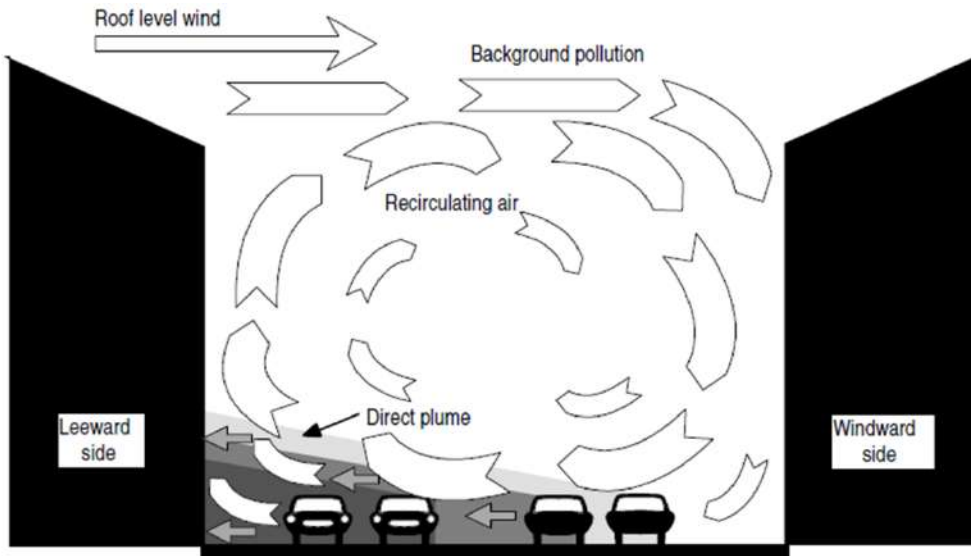 Roof level wind
Background pollution
Recirculating air
Direct plume
Leeward
side
Windward
side